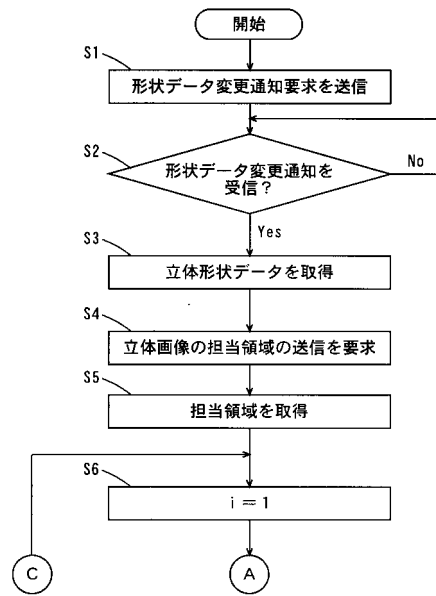 開始
S1
形状データ変更通知要求を送信
S2
形状データ変更通知を
受信？
No
Yes
S3
立体形状データを取得
S4
立体画像の担当領域の送信を要求
S5
担当領域を取得
S6
i＝1
C
A